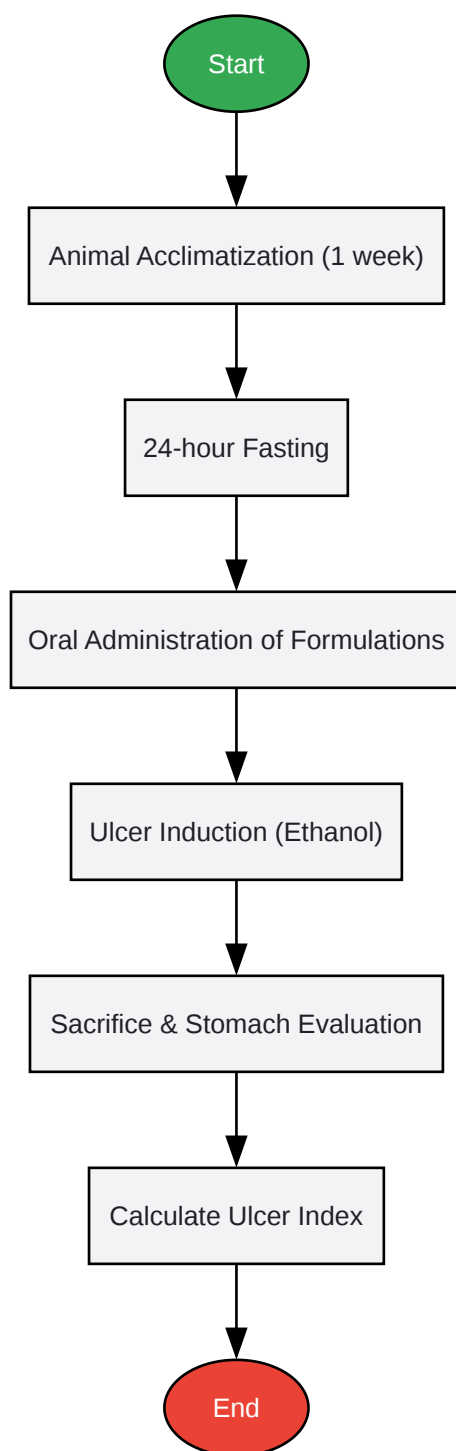 Start
Animal Acclimatization (1 week)
24-hour Fasting
Oral Administration of Formulations
Ulcer Induction (Ethanol)
Sacrifice & Stomach Evaluation
Calculate Ulcer Index
End